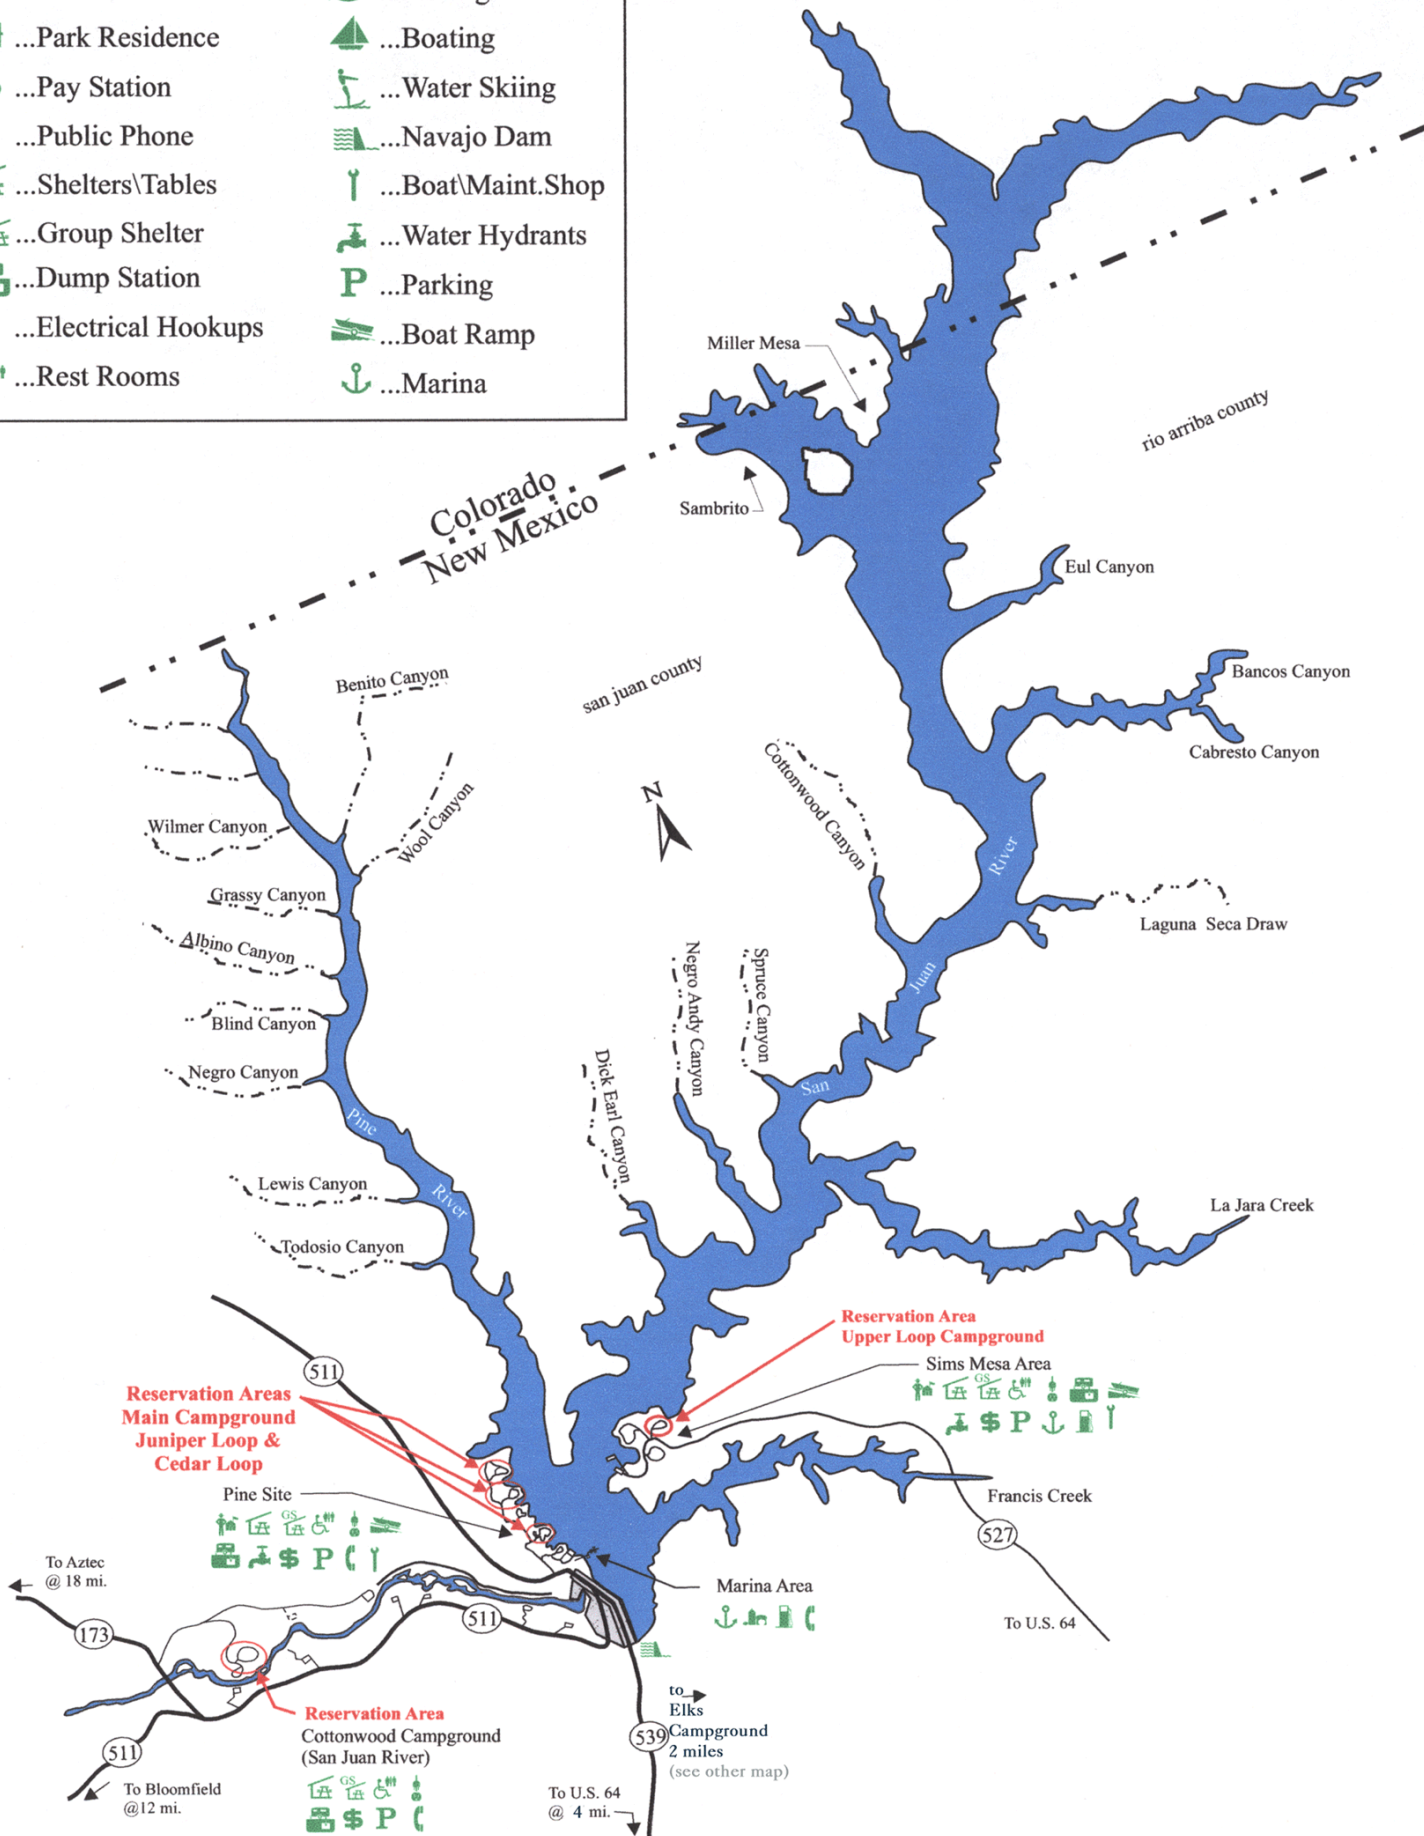 ...Park Residence
...Boating
...Pay Station
...Water Skiing
...Public Phone
...Navajo Dam
...Shelters\Tables
...Boat\Maint.Shop
...Group Shelter
...Water Hydrants
...Dump Station
P ...Parking
...Electrical Hookups
...Boat Ramp
...Rest Rooms
...Marina
Miller Mesa
rio arriba county
Colorado
New Mexico
Sambrito
Eul Canyon
san juan county
Bancos Canyon
Benito Canyon
Cabresto Canyon
Cottonwood Canyon
N
Wool Canyon
Wilmer Canyon
River
Grassy Canyon
Laguna Seca Draw
Albino Canyon
Juan
Negro Andy Canyon
Spruce Canyon
Blind Canyon
Negro Canyon
San
Dick Earl Canyon
Pine
Lewis Canyon
River
La Jara Creek
Todosio Canyon
Reservation Area
Upper Loop Campground
511
Sims Mesa Area
GS
$ P
Reservation Areas
Main Campground
Juniper Loop &
Cedar Loop
Pine Site
GS
$ P
Francis Creek
527
To Aztec
@ 18 mi.
Marina Area
511
173
To U.S. 64
to
Elks
Campground
2 miles
(see other map)
539
Reservation Area
Cottonwood Campground
(San Juan River)
GS
$ P
511
To Bloomfield
@12 mi.
To U.S. 64
@ 4 mi.